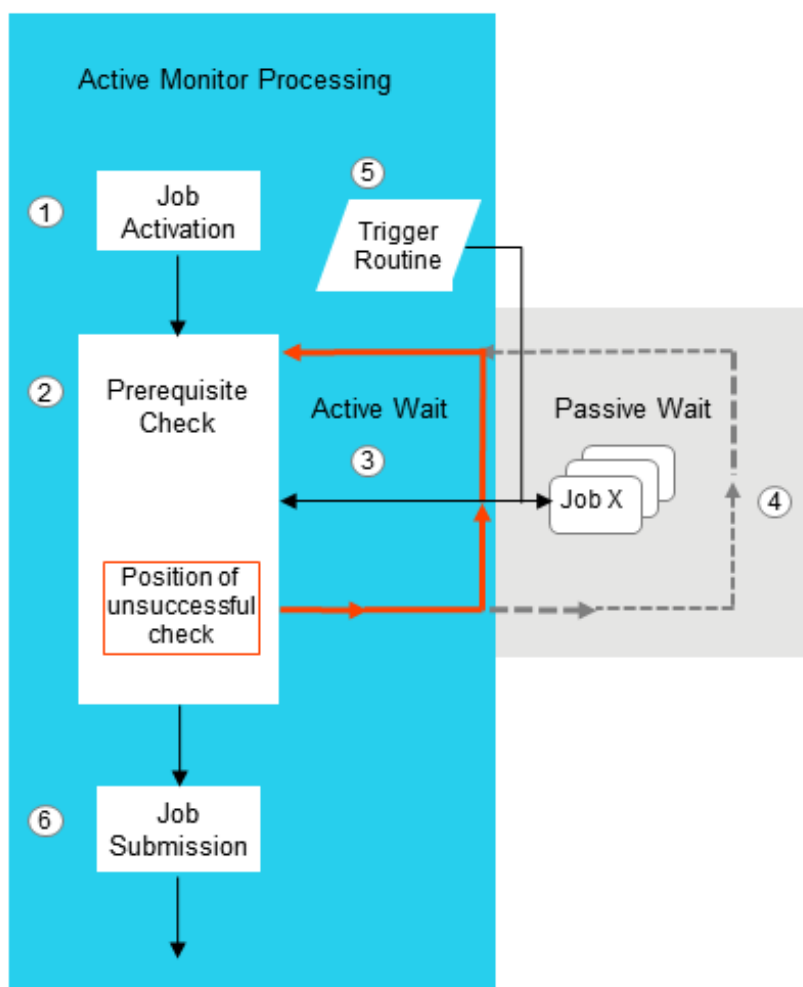 Active Monitor Processing
5
1
Job
Activation
Trigger
Routine
2
Prerequisite
Check
Active Wait
Passive Wait
3
Job X
4
Position of
unsuccessful
check
6
Job
Submission